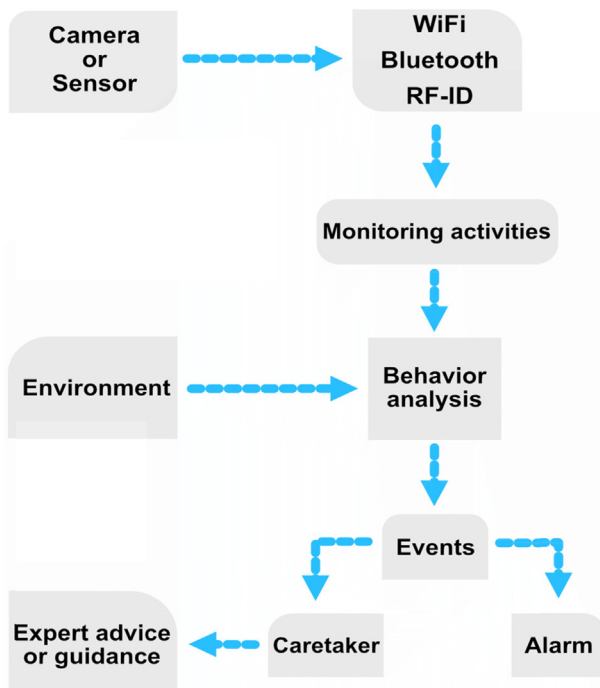 Camera
or
Sensor
WiFi
Bluetooth
RF-ID
Monitoring activities
Environment
Behavior
analysis
Events
Expert advice
or guidance
Caretaker
Alarm